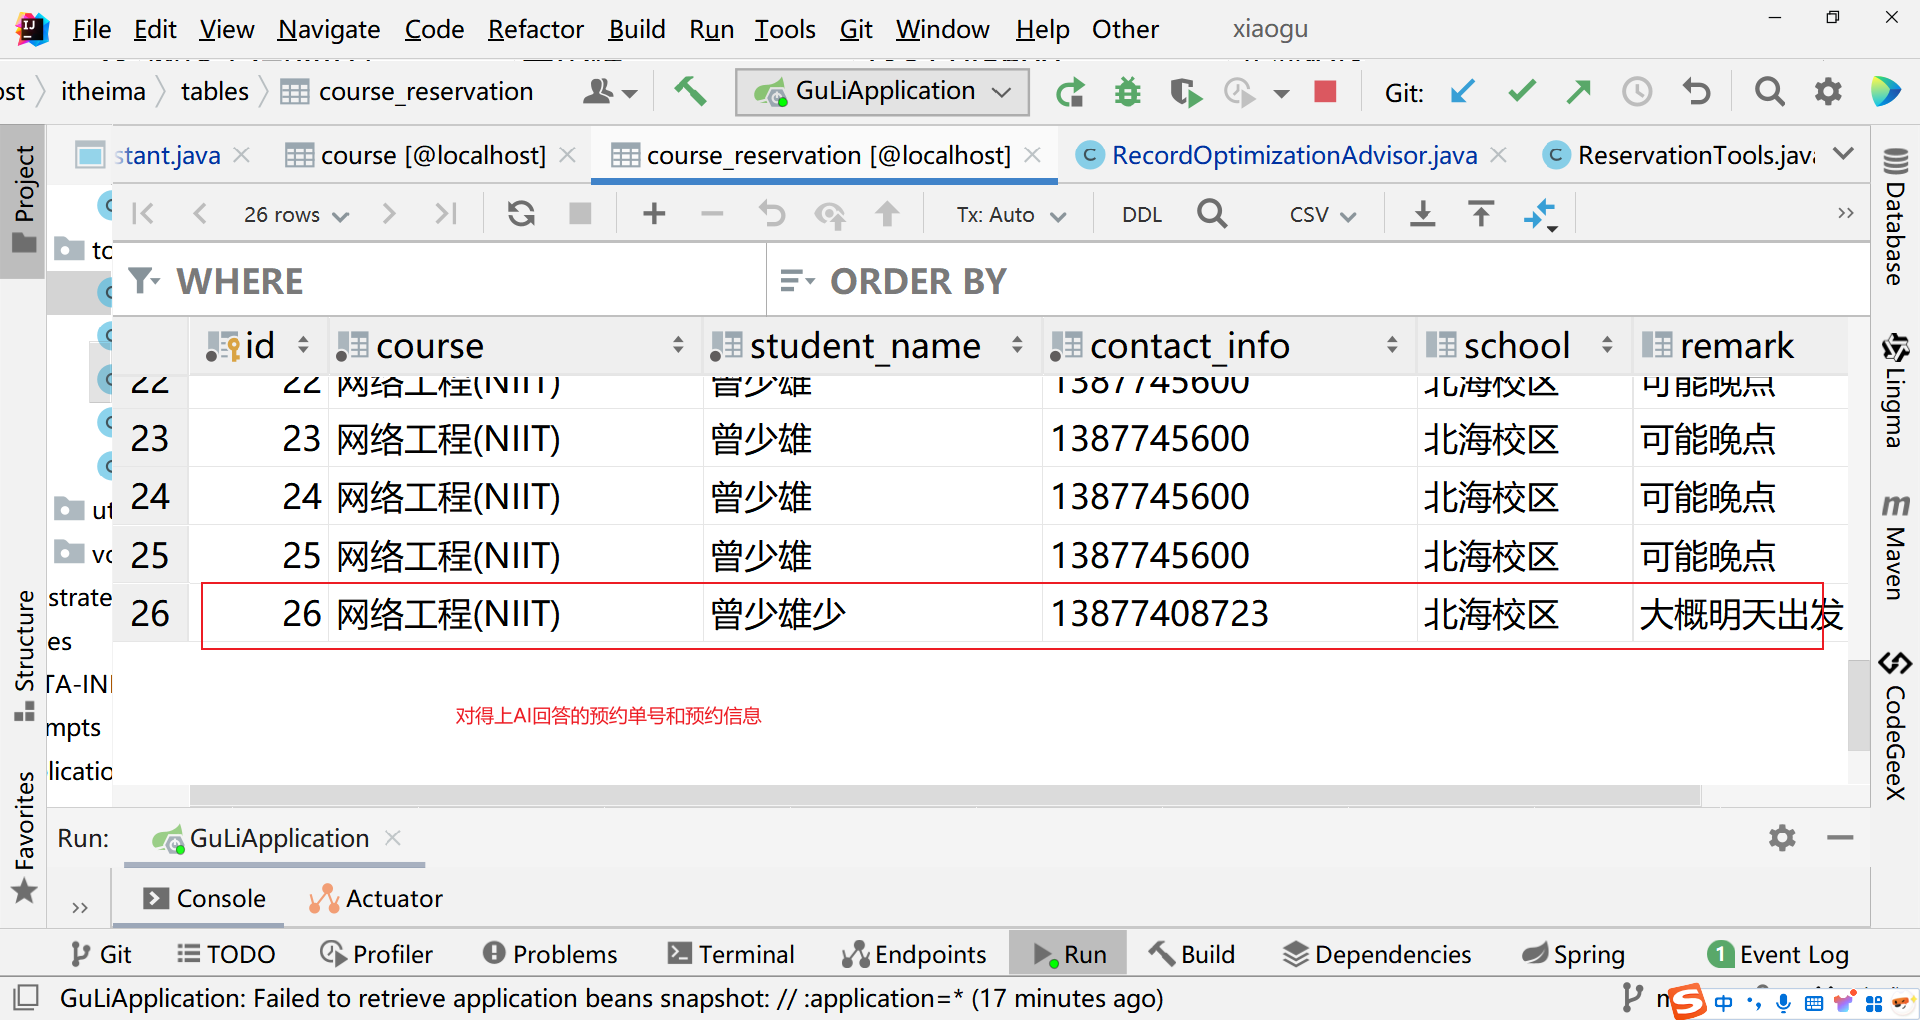 File Edit View Navigate Code Refactor Build Run Tools Git Window Help Other xiaogu
ost itheima tables course_reservation GuLiApplication Git:
stant.java course [@localhost] course_reservation [@localhost] RecordOptimizationAdvisor.java ReservationTools.java
26 rows Tx: Auto DDL CSV
WHERE ORDER BY
id course student_name contact_info school remark
22 22 网络工程(NIIT) 曾少雄 1387745600 北海校区 可能晚点
23 23 网络工程(NIIT) 曾少雄 1387745600 北海校区 可能晚点
24 24 网络工程(NIIT) 曾少雄 1387745600 北海校区 可能晚点
25 25 网络工程(NIIT) 曾少雄 1387745600 北海校区 可能晚点
26 26 网络工程(NIIT) 曾少雄少 13877408723 北海校区 大概明天出发
对得上AI回答的预约单号和预约信息
Project
Structure
Favorites
to
ut
vo
strate
es
TA-INI
mpts
licatio
Database
Lingma
Maven
CodeGeeX
Run: GuLiApplication
Console Actuator
Git TODO Profiler Problems Terminal Endpoints Run Build Dependencies Spring 1 Event Log
GuLiApplication: Failed to retrieve application beans snapshot: // :application=* (17 minutes ago)
中